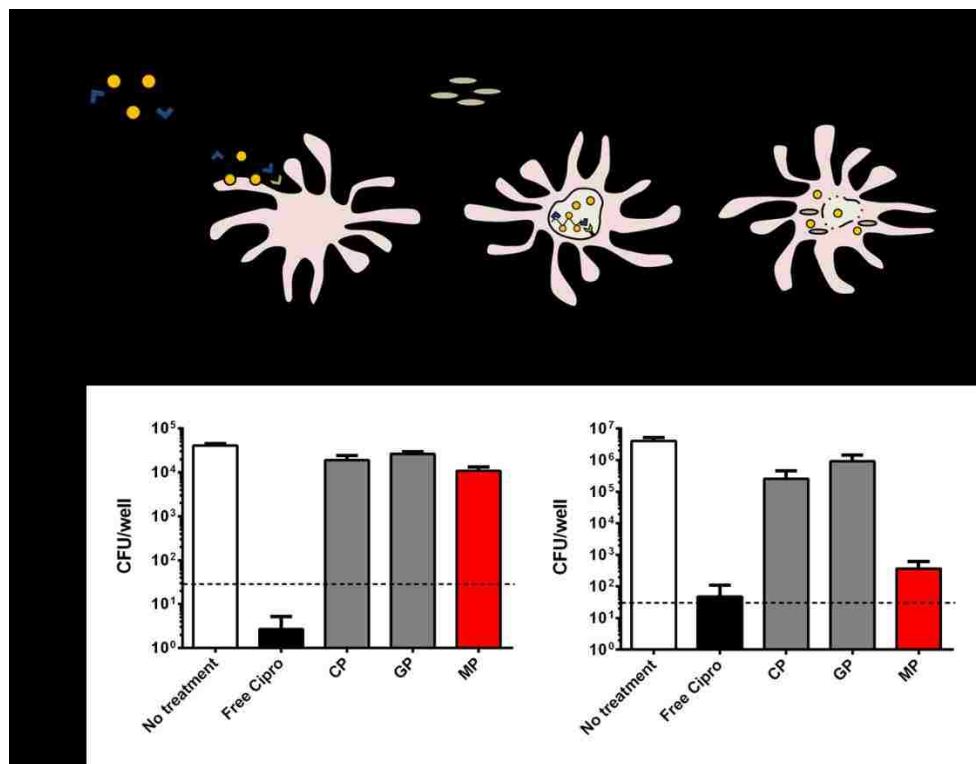 10⁵
10⁴
10³
10²
10¹
10⁰
CFU/well
No treatment
Free Cipro
CP
GP
MP
10⁷
10⁶
10⁵
10⁴
10³
10²
10¹
10⁰
CFU/well
No treatment
Free Cipro
CP
GP
MP